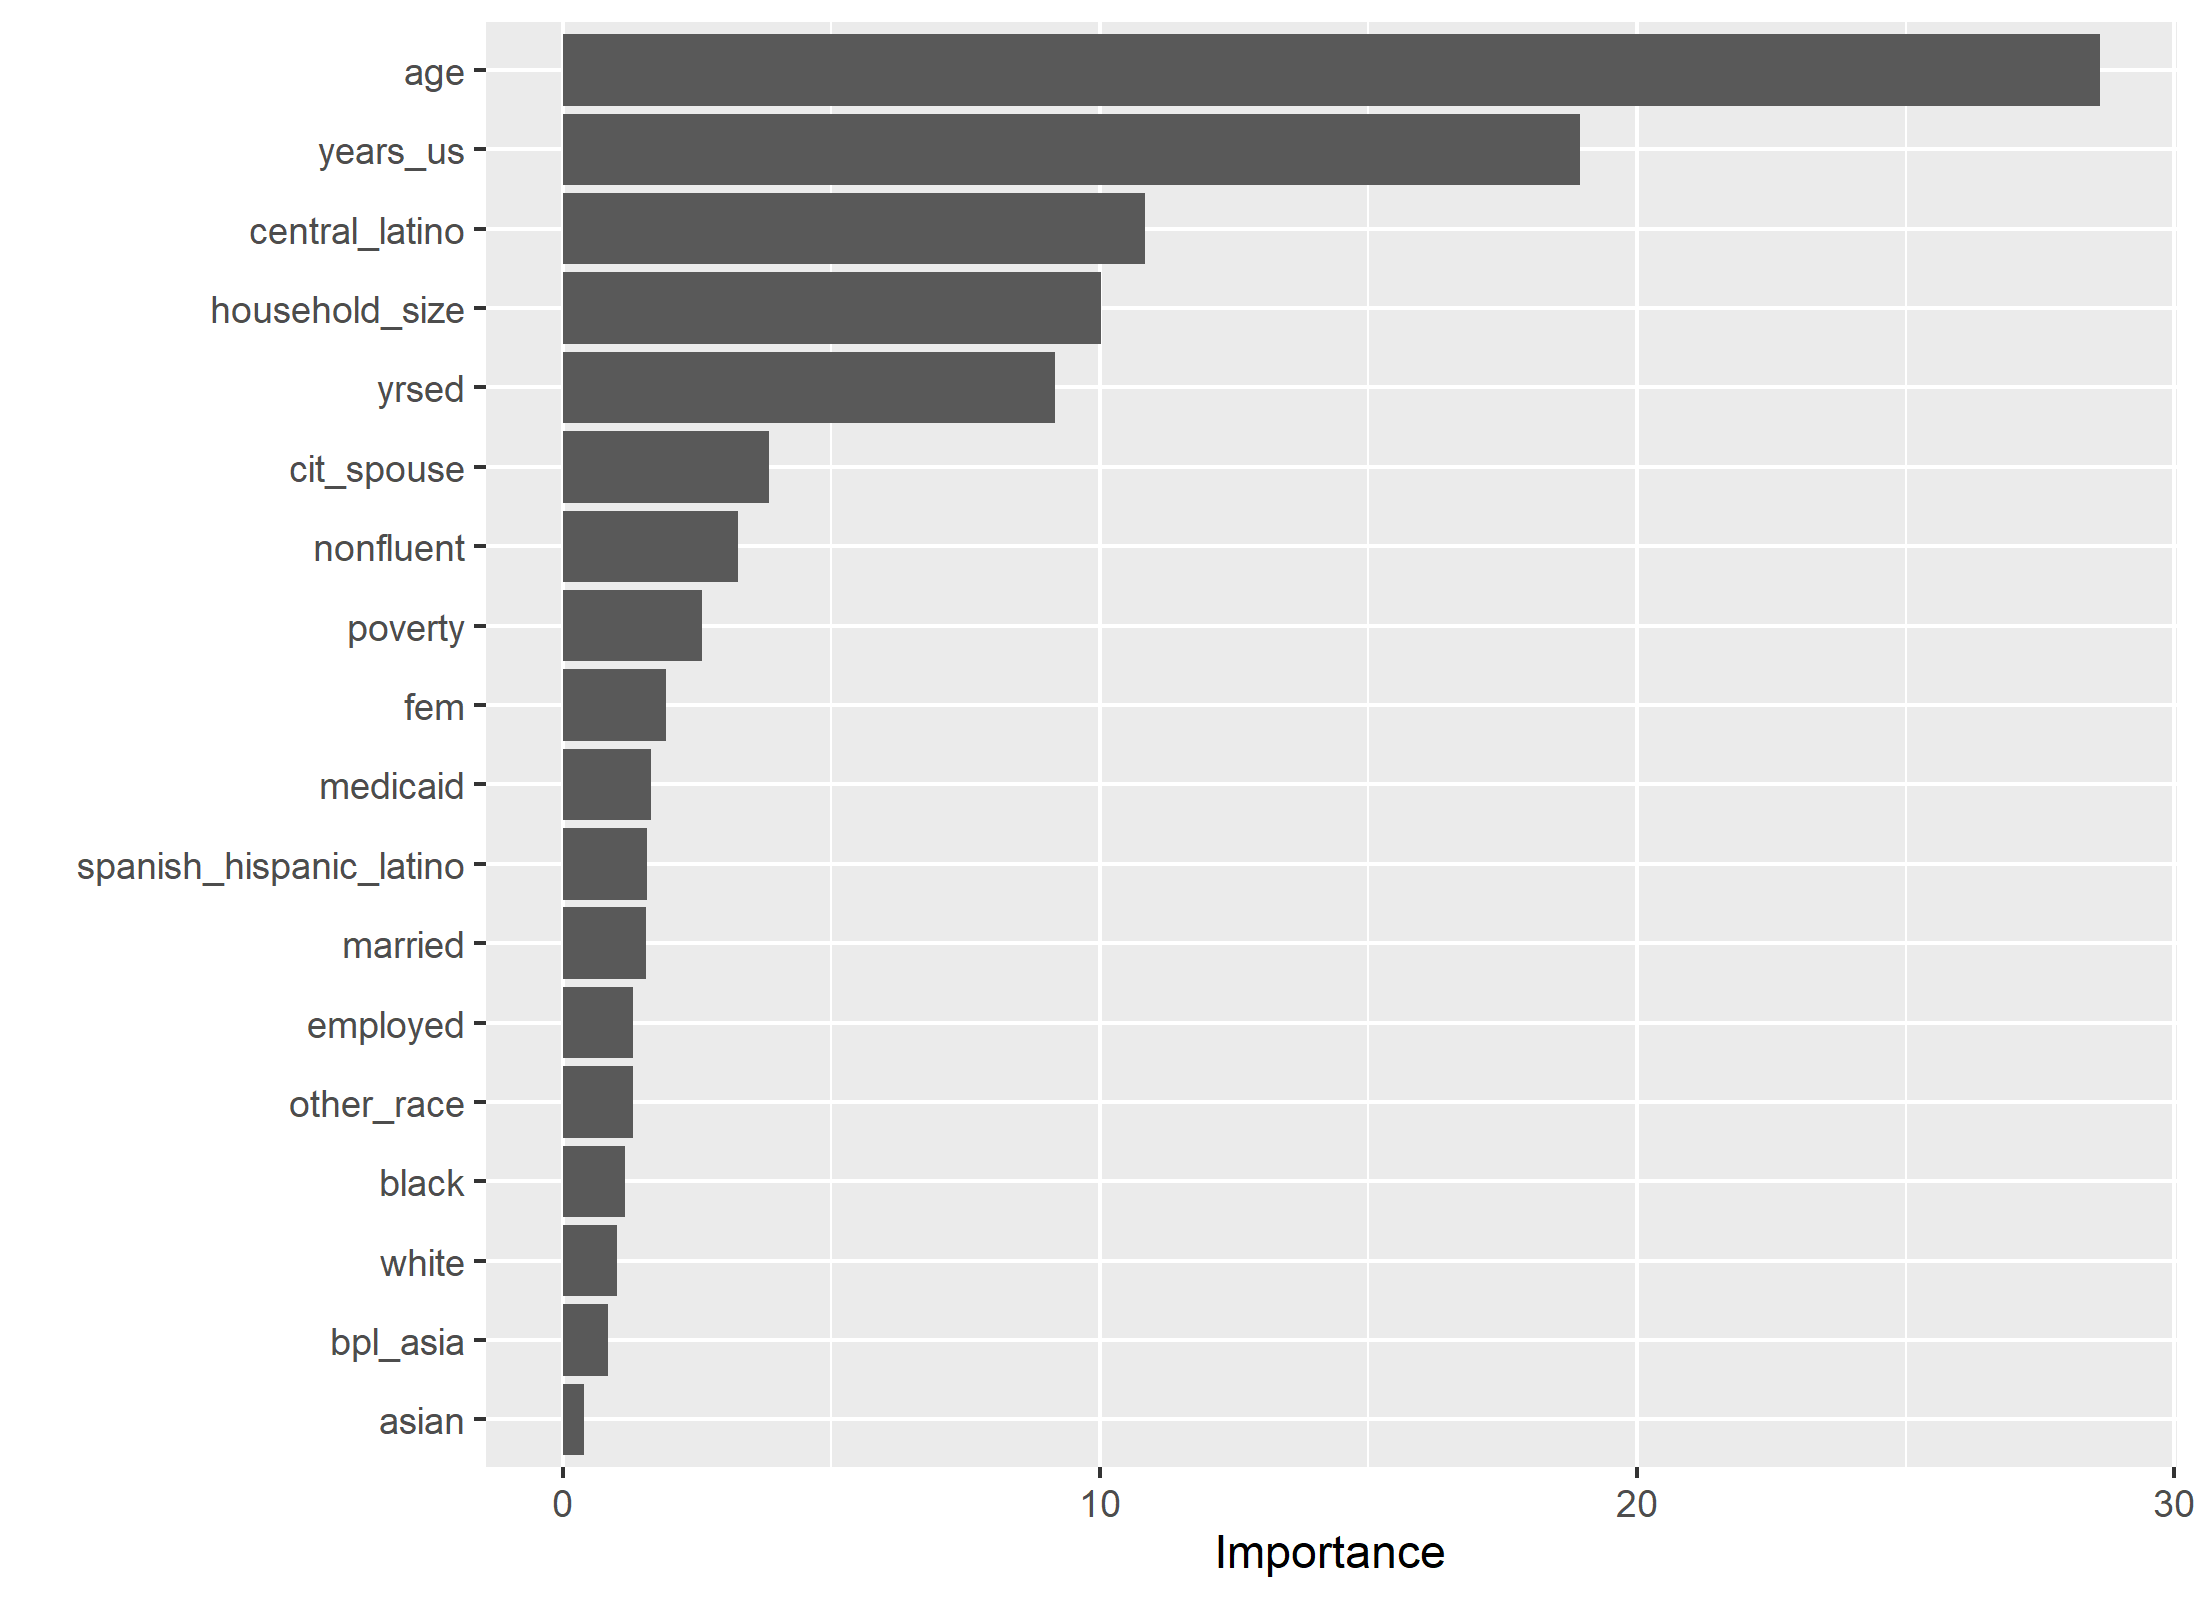 age
years_us
central_latino
household_size
yrsed
cit_spouse
nonfluent
poverty
fem
medicaid
spanish_hispanic_latino
married
employed
other_race
black
white
bpl_asia
asian
0 10 20 30
Importance